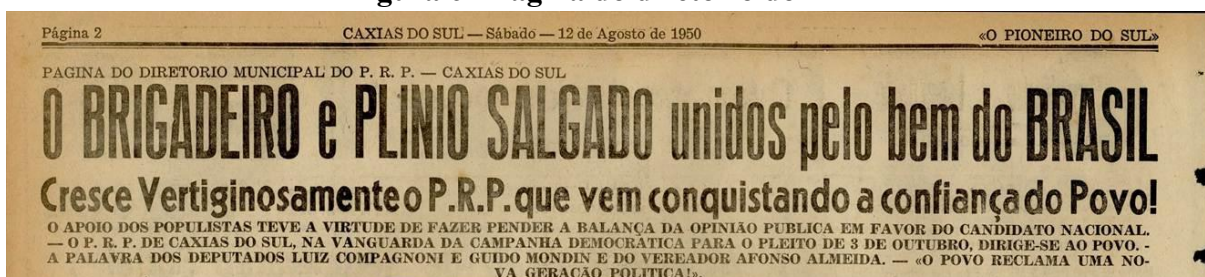 Página 2 CAXIAS DO SUL — Sábado — 12 de Agosto de 1950 «O PIONEIRO DO SUL»
PAGINA DO DIRETORIO MUNICIPAL DO P. R. P. — CAXIAS DO SUL
O BRIGADEIRO e PLINIO SALGADO unidos pelo bem do BRASIL
Cresce Vertiginosamente o P.R.P. que vem conquistando a confiança do Povo!
O APOIO DOS POPULISTAS TEVE A VIRTUDE DE FAZER PENDER A BALANÇA DA OPINIÃO PUBLICA EM FAVOR DO CANDIDATO NACIONAL.
— O P. R. P. DE CAXIAS DO SUL, NA VANGUARDA DA CAMPANHA DEMOCRATICA PARA O PLEITO DE 3 DE OUTUBRO, DIRIGE-SE AO POVO. -
A PALAVRA DOS DEPUTADOS LUIZ COMPAGNONI E GUIDO MONDIN E DO VEREADOR AFONSO ALMEIDA. — «O POVO RECLAMA UMA NO-
VA GERAÇÃO POLITICA!».